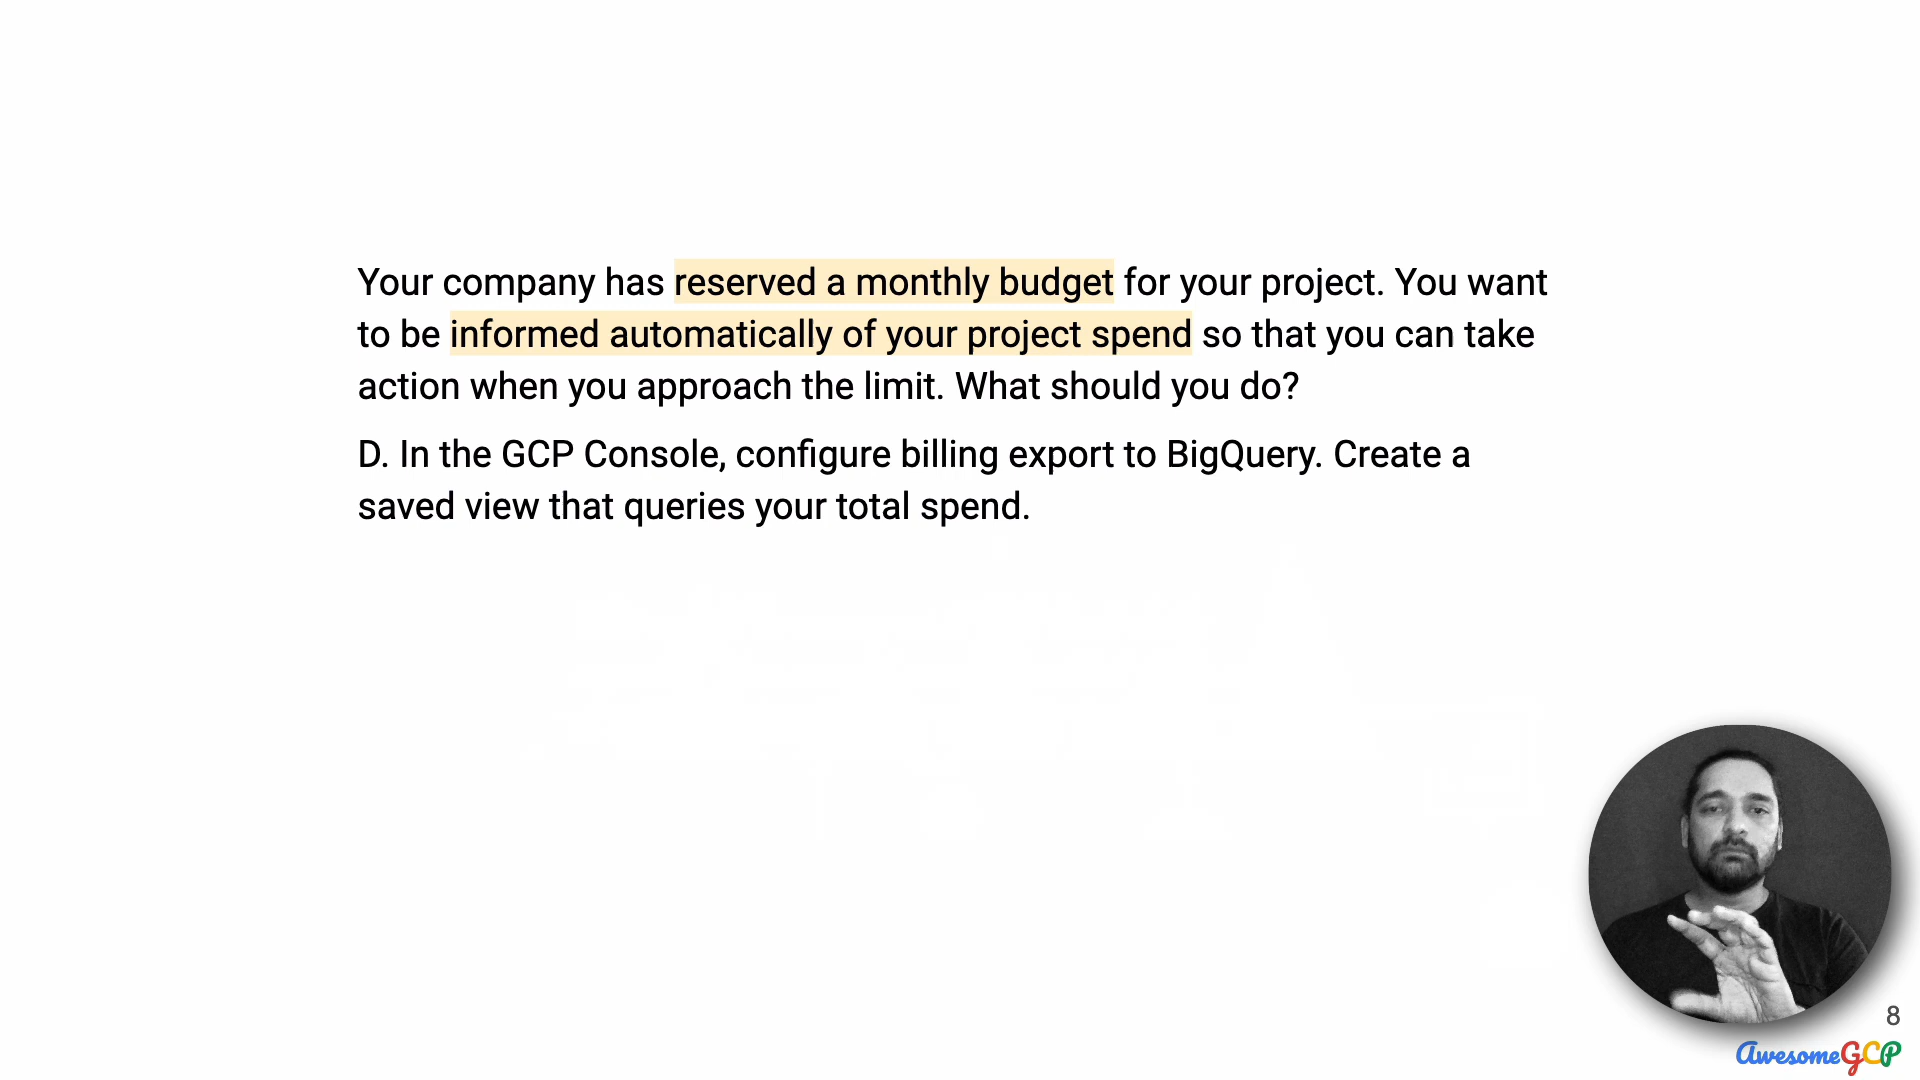 Your company has reserved a monthly budget for your project. You want
to be informed automatically of your project spend so that you can take
action when you approach the limit. What should you do?
D. In the GCP Console, configure billing export to BigQuery. Create a
saved view that queries your total spend.
8
AwesomeGCP